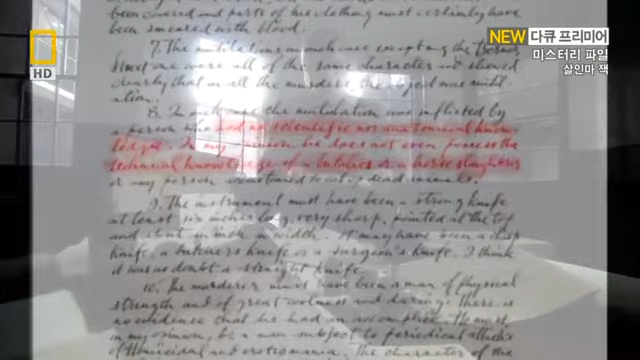 been covered and parts of his clothing must certainly have
been smeared with blood.
7. The mutilations in each case excepting the Berner
Street one were all of the same character and showed
clearly that in all the murders, the object was mutil-
ation.
8. In each case the mutilation was inflicted by
a person who had no scientific nor anatomical know-
ledge. In my opinion he does not even possess the
technical knowledge of a butcher or a horse slaughterer
or any person accustomed to cut up dead animals.
9. The instrument must have been a strong knife
at least six inches long, very sharp, pointed at the top
and about an inch in width. It may have been a clasp
knife, a butchers knife or a surgeon's knife. I think
it was no doubt a straight knife.
10. The murderer must have been a man of physical
strength and of great coolness and daring. There is
no evidence that he had an accomplice. He must
in my opinion be a man subject to periodical attacks
of Homicidal and erotomania. The character of the
HD
NEW 다큐 프리미어
미스터리 파일
살인마 잭